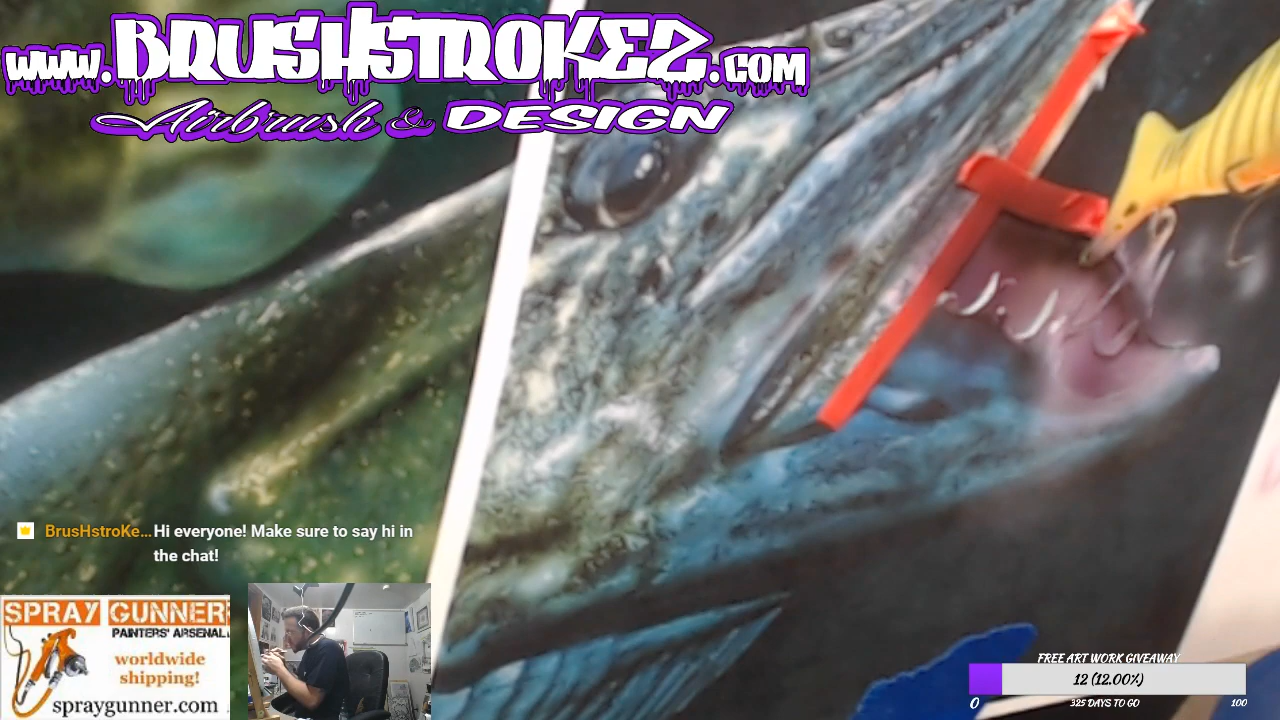 www.BRUSHSTROKEZ.COM
Airbrush & DESIGN
BrusHstroKe... Hi everyone! Make sure to say hi in
the chat!
SPRAY GUNNER
PAINTERS' ARSENAL
worldwide
shipping!
spraygunner.com
FREE ART WORK GIVEAWAY
12 (12.00%)
0 325 DAYS TO GO 100